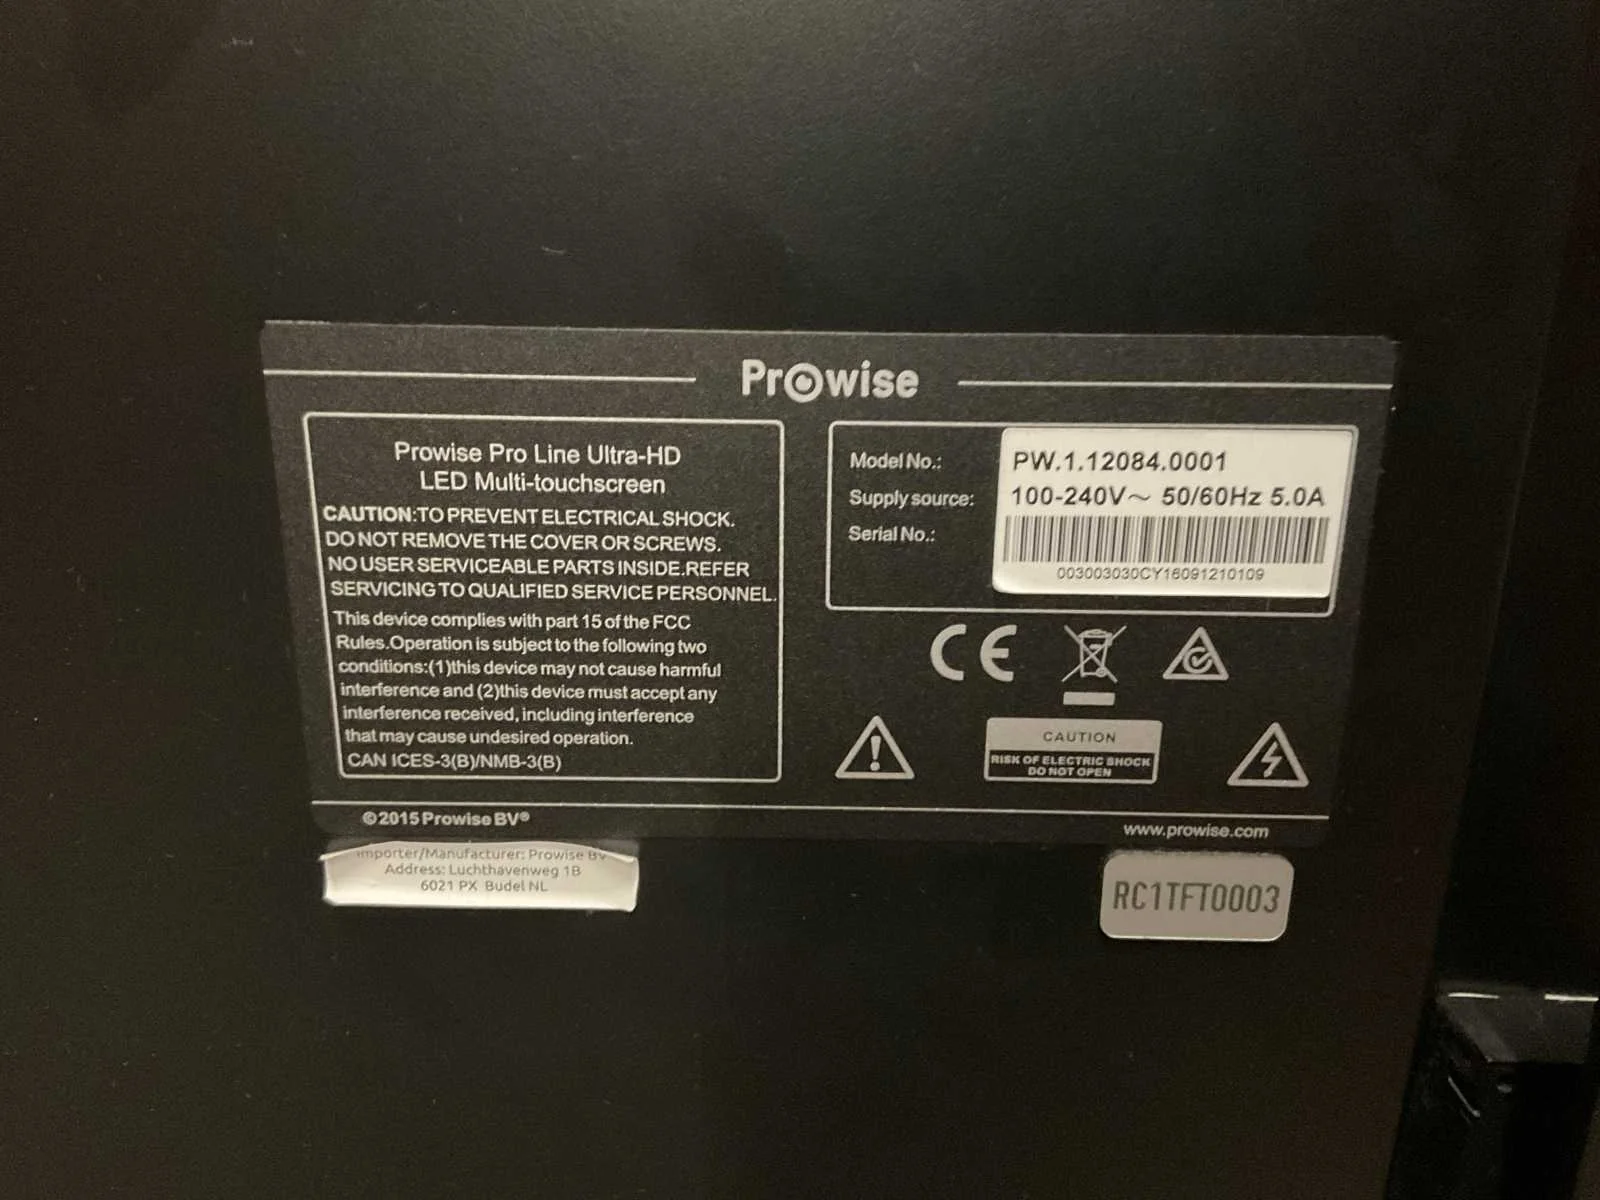 Prowise
Prowise Pro Line Ultra-HD
LED Multi-touchscreen
CAUTION:TO PREVENT ELECTRICAL SHOCK.
DO NOT REMOVE THE COVER OR SCREWS.
NO USER SERVICEABLE PARTS INSIDE.REFER
SERVICING TO QUALIFIED SERVICE PERSONNEL.
This device complies with part 15 of the FCC
Rules.Operation is subject to the following two
conditions:(1)this device may not cause harmful
interference and (2)this device must accept any
interference received, including interference
that may cause undesired operation.
CAN ICES-3(B)/NMB-3(B)
Model No.: PW.1.12084.0001
Supply source: 100-240V~ 50/60Hz 5.0A
Serial No.:
003003030CY16091210109
CE
CAUTION
RISK OF ELECTRIC SHOCK
DO NOT OPEN
©2015 Prowise BV®
www.prowise.com
Importer/Manufacturer: Prowise BV
Address: Luchthavenweg 1B
6021 PX Budel NL
RC1TFT0003